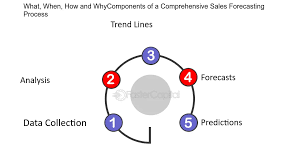 What, When, How and WhyComponents of a Comprehensive Sales Forecasting
Process
Trend Lines
3
Analysis
2
4
Forecasts
Data Collection
1
5
Predictions